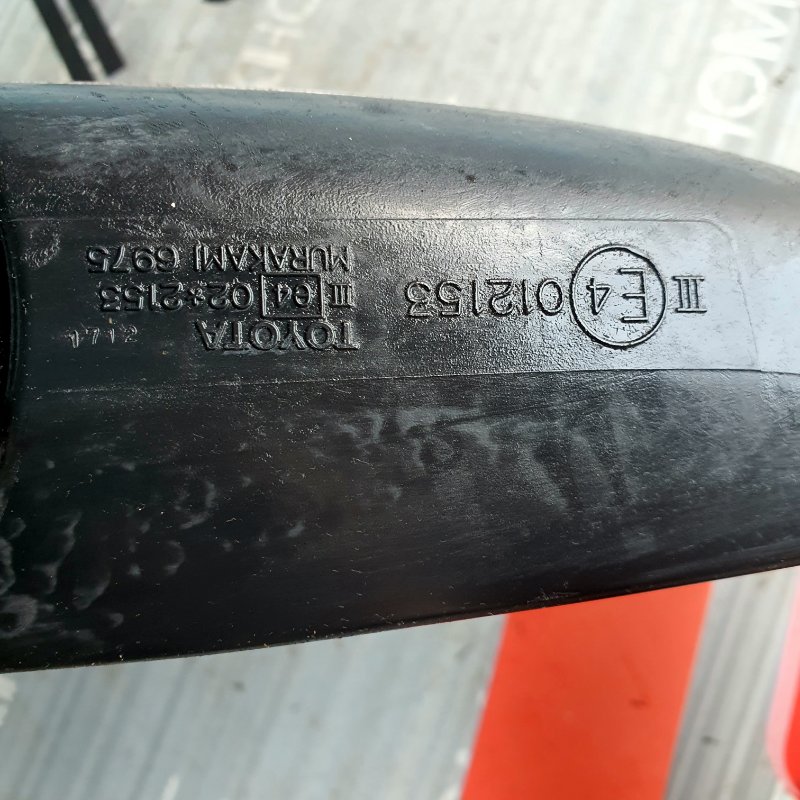 III E4 012153
TOYOTA
III e4 02*2153
MURAKAMI 6975